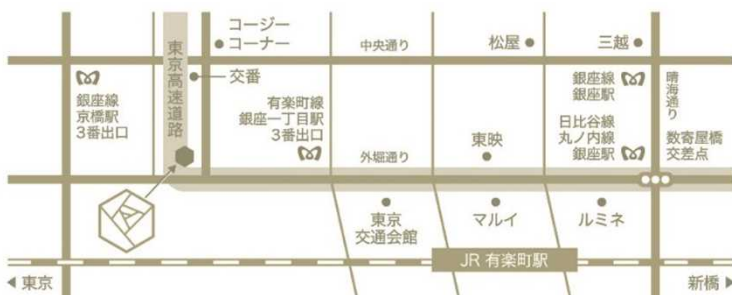 コージー
コーナー
中央通り
松屋
三越
東京高速道路
交番
銀座線
京橋駅
3番出口
有楽町線
銀座一丁目駅
3番出口
銀座線
銀座駅
晴海通り
日比谷線
丸ノ内線
銀座駅
数寄屋橋
交差点
外堀通り
東映
東京
交通会館
マルイ
ルミネ
JR 有楽町駅
東京
新橋